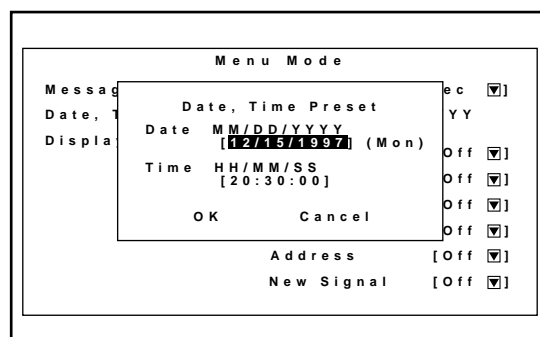 Menu Mode
Messag ec ▼]
Date, T YY
Displa
Date, Time Preset
Date MM/DD/YYYY
[12/15/1997] (Mon)
Time HH/MM/SS
[20:30:00]
OK Cancel
Off ▼]
Off ▼]
Off ▼]
Off ▼]
Address [Off ▼]
New Signal [Off ▼]